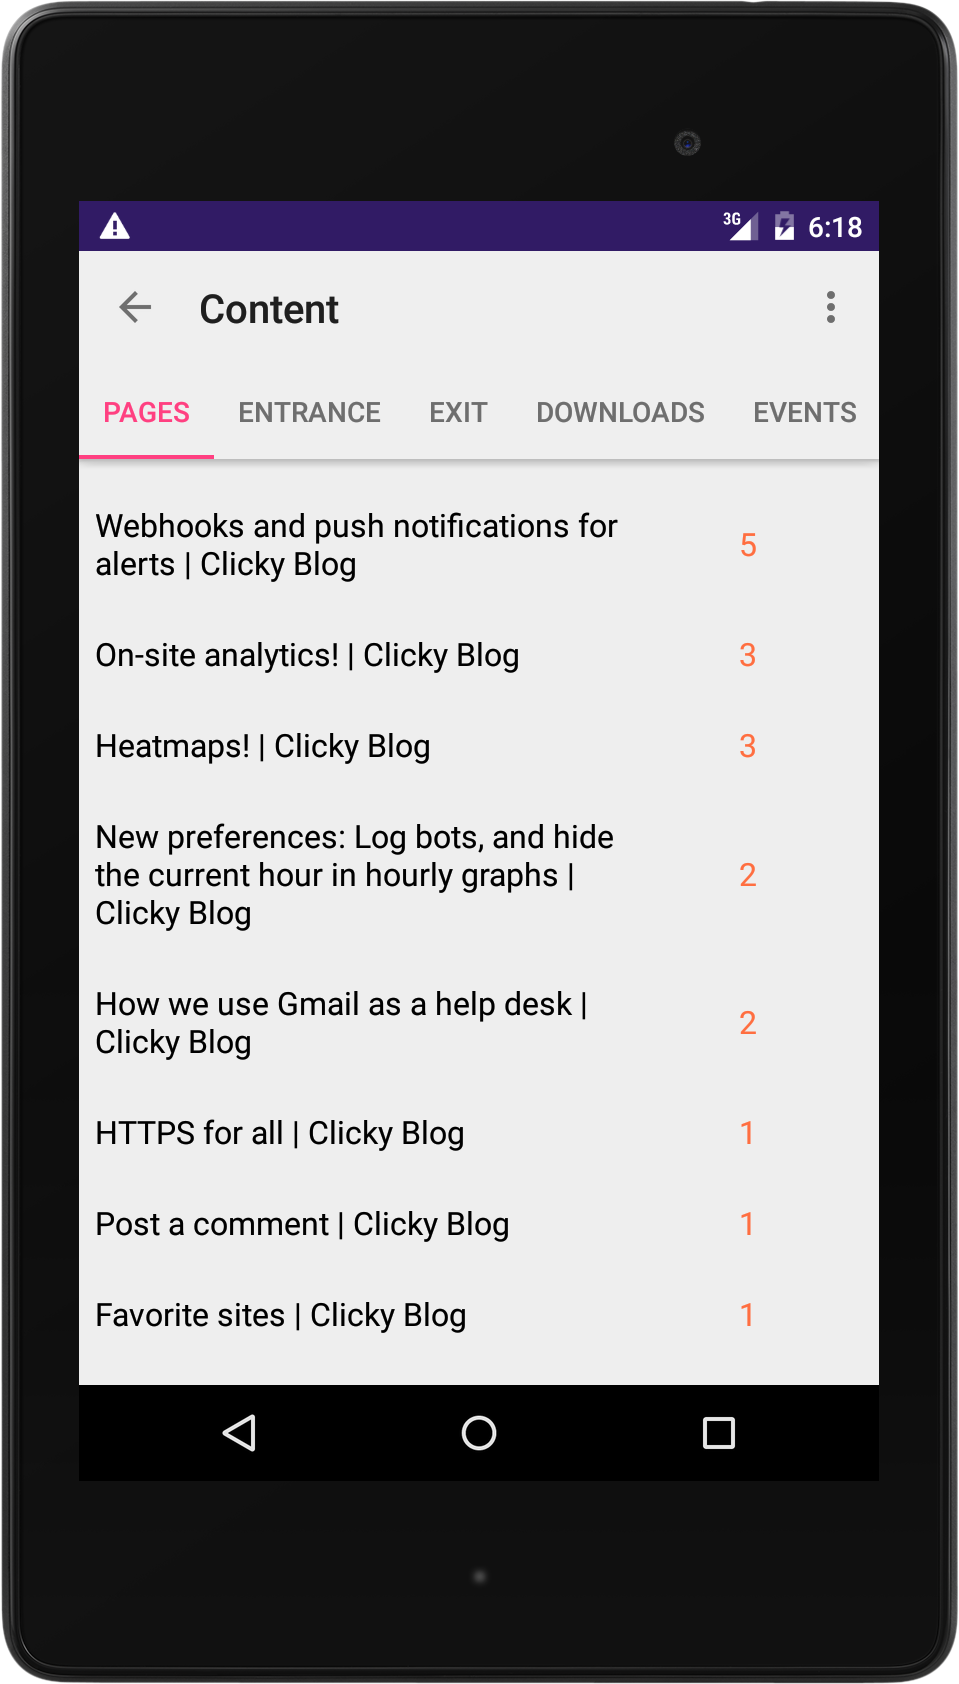 3G 6:18
Content
PAGES ENTRANCE EXIT DOWNLOADS EVENTS
Webhooks and push notifications for
alerts | Clicky Blog
5
On-site analytics! | Clicky Blog 3
Heatmaps! | Clicky Blog 3
New preferences: Log bots, and hide
the current hour in hourly graphs |
Clicky Blog
2
How we use Gmail as a help desk |
Clicky Blog
2
HTTPS for all | Clicky Blog 1
Post a comment | Clicky Blog 1
Favorite sites | Clicky Blog 1